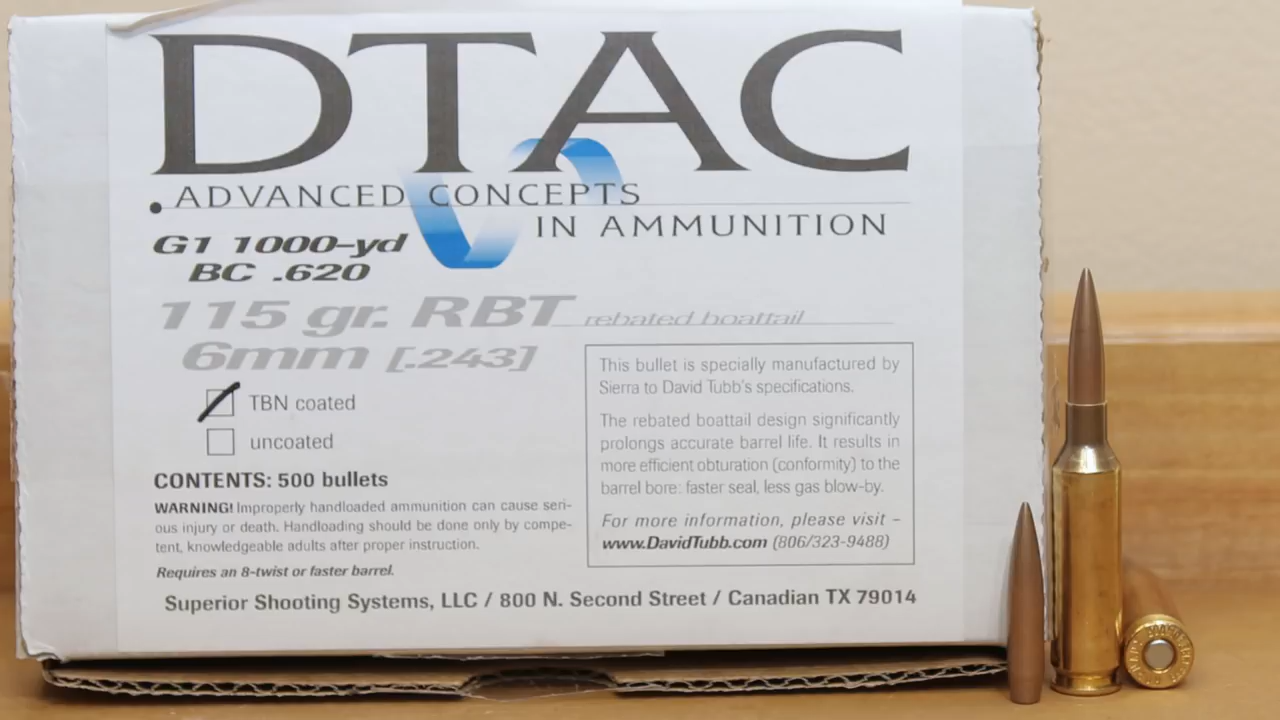 DTAC
ADVANCED CONCEPTS
IN AMMUNITION
G1 1000-yd
BC .620
115 gr. RBT rebated boattail
6mm [.243]
TBN coated
uncoated
CONTENTS: 500 bullets
WARNING! Improperly handloaded ammunition can cause seri-
ous injury or death. Handloading should be done only by compe-
tent, knowledgeable adults after proper instruction.
Requires an 8-twist or faster barrel.
This bullet is specially manufactured by
Sierra to David Tubb's specifications.
The rebated boattail design significantly
prolongs accurate barrel life. It results in
more efficient obturation (conformity) to the
barrel bore: faster seal, less gas blow-by.
For more information, please visit –
www.DavidTubb.com (806/323-9488)
Superior Shooting Systems, LLC / 800 N. Second Street / Canadian TX 79014